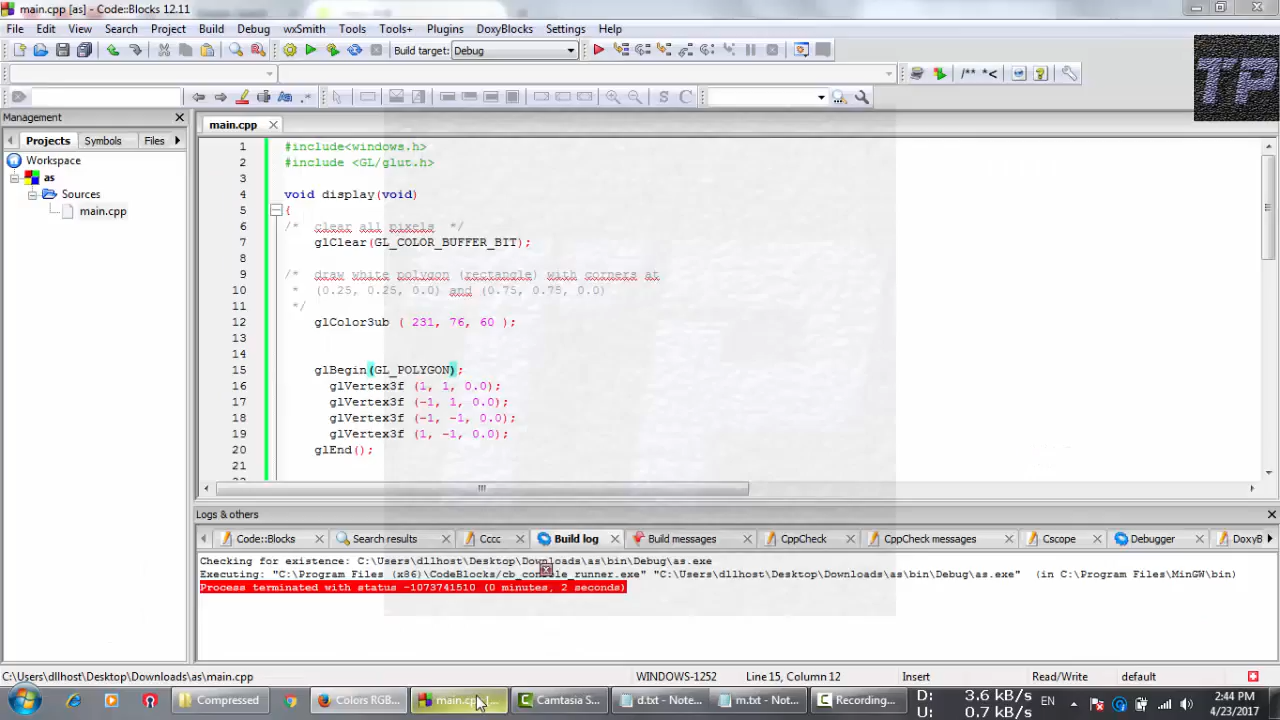 main.cpp [as] - Code::Blocks 12.11
File Edit View Search Project Build Debug wxSmith Tools Tools+ Plugins DoxyBlocks Settings Help
Build target: Debug
/** *<
S C
TP
Management
main.cpp
Projects Symbols Files
Workspace
as
Sources
main.cpp
1 #include<windows.h>
2 #include <GL/glut.h>
3
4 void display(void)
5 {
6 /* clear all pixels */
7 glClear(GL_COLOR_BUFFER_BIT);
8
9 /* draw white polygon (rectangle) with corners at
10 * (0.25, 0.25, 0.0) and (0.75, 0.75, 0.0)
11 */
12 glColor3ub ( 231, 76, 60 );
13
14
15 glBegin(GL_POLYGON);
16 glVertex3f (1, 1, 0.0);
17 glVertex3f (-1, 1, 0.0);
18 glVertex3f (-1, -1, 0.0);
19 glVertex3f (1, -1, 0.0);
20 glEnd();
21
Logs & others
Code::Blocks Search results Cccc Build log Build messages CppCheck CppCheck messages Cscope Debugger DoxyB
Checking for existence: C:\Users\dllhost\Desktop\Downloads\as\bin\Debug\as.exe
Executing: "C:\Program Files (x86)\CodeBlocks/cb_console_runner.exe" "C:\Users\dllhost\Desktop\Downloads\as\bin\Debug\as.exe" (in C:\Program Files\MinGW\bin)
Process terminated with status -1073741510 (0 minutes, 2 seconds)
C:\Users\dllhost\Desktop\Downloads\as\main.cpp WINDOWS-1252 Line 15, Column 12 Insert Read/Write default
Compressed Colors RGB... main.cpp [... Camtasia S... d.txt - Note... m.txt - Not... Recording... D: 3.6 kB/s EN 2:44 PM
U: 0.7 kB/s 4/23/2017